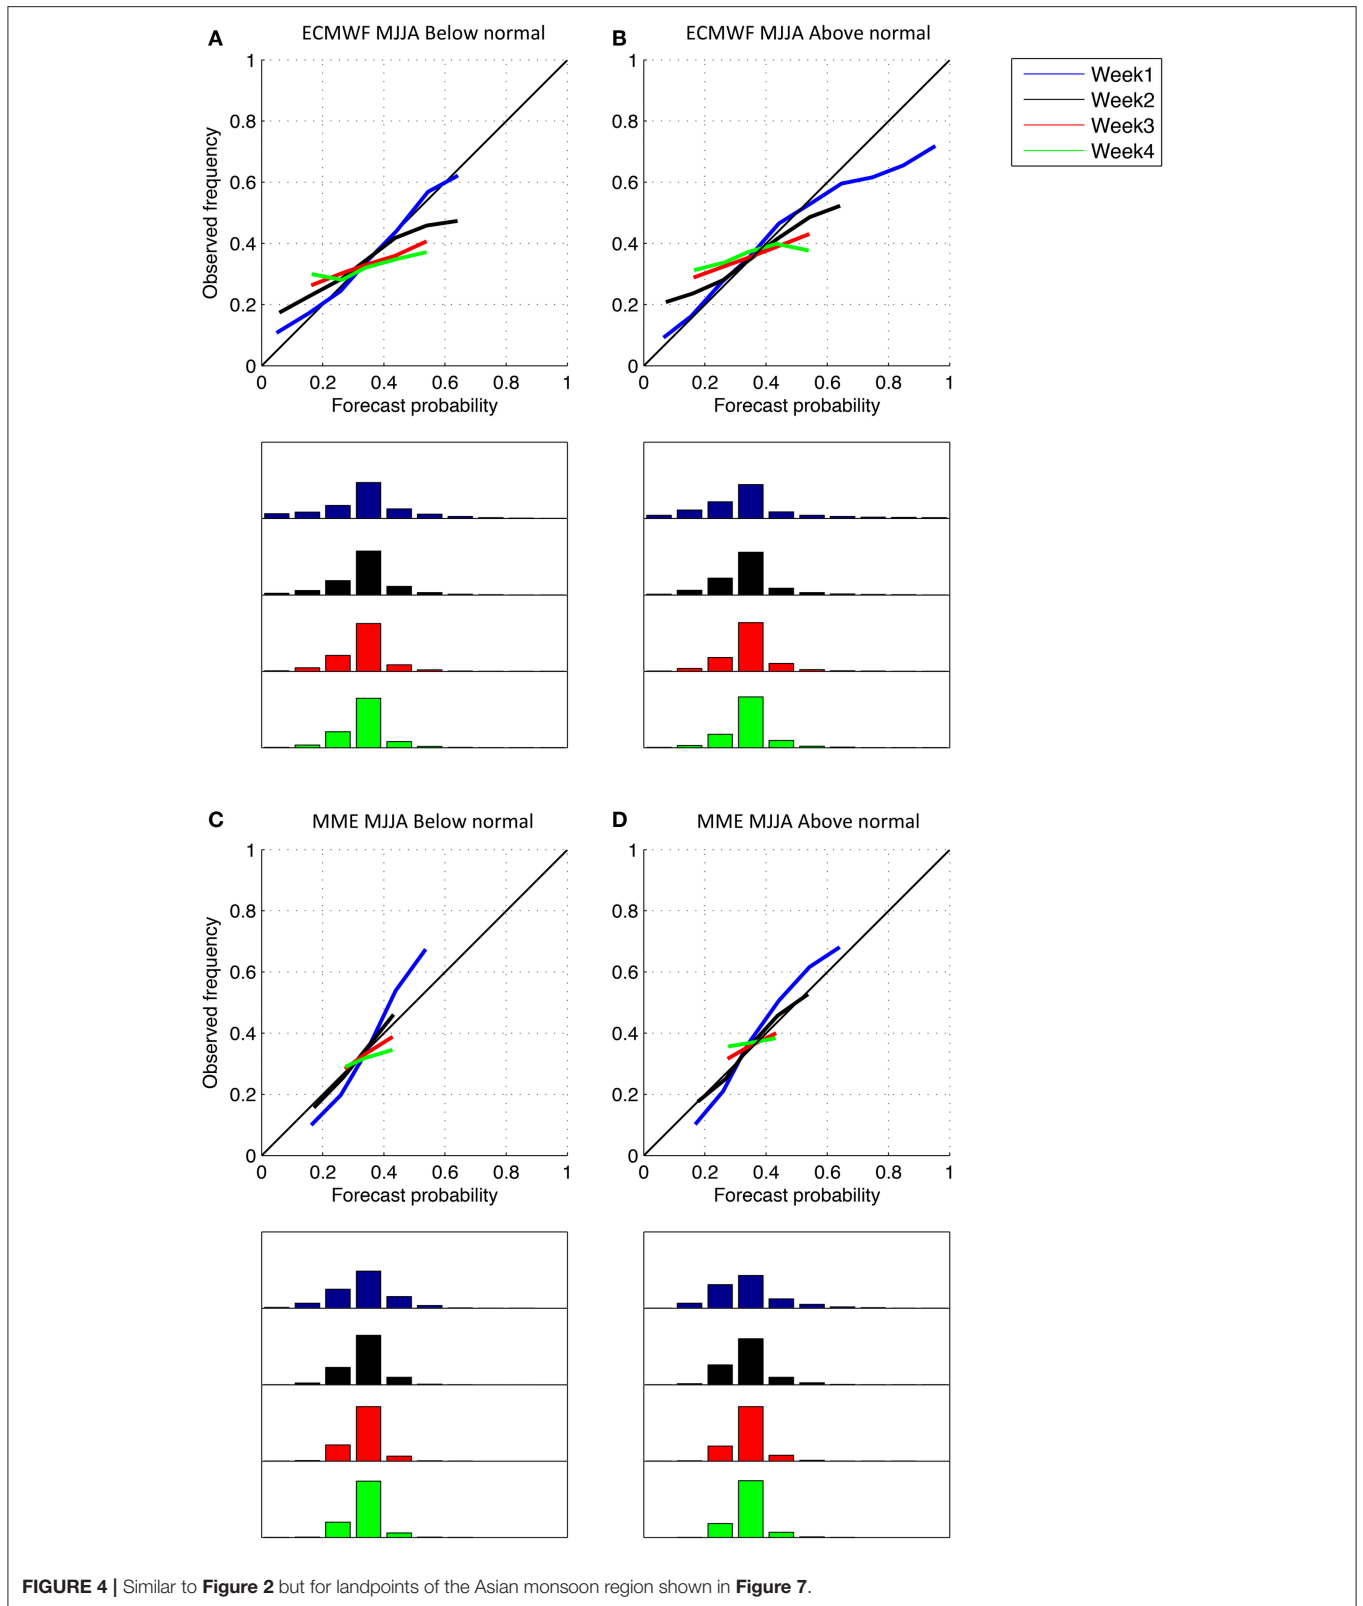 A
ECMWF MJJA Below normal
1
0.8
0.6
0.4
0.2
0
Observed frequency
0 0.2 0.4 0.6 0.8 1
Forecast probability
B
ECMWF MJJA Above normal
1
0.8
0.6
0.4
0.2
0
0 0.2 0.4 0.6 0.8 1
Forecast probability
Week1
Week2
Week3
Week4
C
MME MJJA Below normal
1
0.8
0.6
0.4
0.2
0
Observed frequency
0 0.2 0.4 0.6 0.8 1
Forecast probability
D
MME MJJA Above normal
1
0.8
0.6
0.4
0.2
0
0 0.2 0.4 0.6 0.8 1
Forecast probability
FIGURE 4 | Similar to Figure 2 but for landpoints of the Asian monsoon region shown in Figure 7.